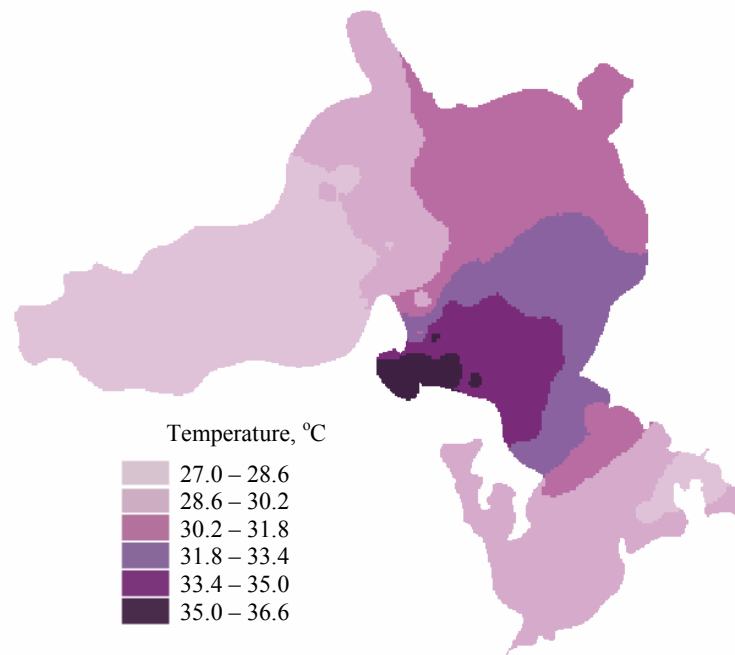 Temperature, °C
27.0 – 28.6
28.6 – 30.2
30.2 – 31.8
31.8 – 33.4
33.4 – 35.0
35.0 – 36.6